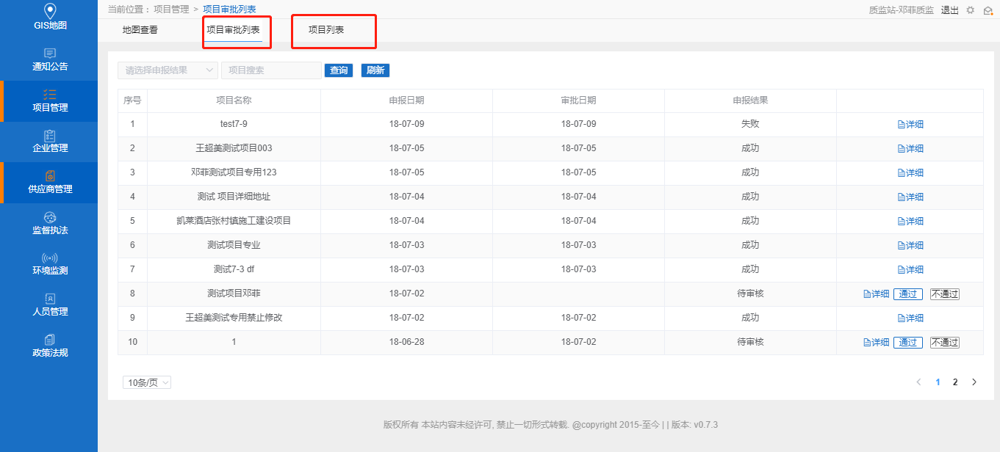 当前位置： 项目管理 > 项目审批列表
质监站-邓菲质监 退出
GIS地图
通知公告
项目管理
企业管理
供应商管理
监督执法
环境监测
人员管理
政策法规
地图查看 项目审批列表 项目列表
请选择申报结果 项目搜索 查询 刷新
序号 项目名称 申报日期 审批日期 申报结果
1 test7-9 18-07-09 18-07-09 失败 详细
2 王超美测试项目003 18-07-05 18-07-05 成功 详细
3 邓菲测试项目专用123 18-07-05 18-07-05 成功 详细
4 测试 项目详细地址 18-07-04 18-07-04 成功 详细
5 凯莱酒店张村镇施工建设项目 18-07-04 18-07-04 成功 详细
6 测试项目专业 18-07-03 18-07-03 成功 详细
7 测试7-3 df 18-07-03 18-07-03 成功 详细
8 测试项目邓菲 18-07-02 待审核 详细 通过 不通过
9 王超美测试专用禁止修改 18-07-02 18-07-02 成功 详细
10 1 18-06-28 18-07-02 待审核 详细 通过 不通过
10条/页 1 2
版权所有 本站内容未经许可, 禁止一切形式转载. @copyright 2015-至今 | | 版本: v0.7.3